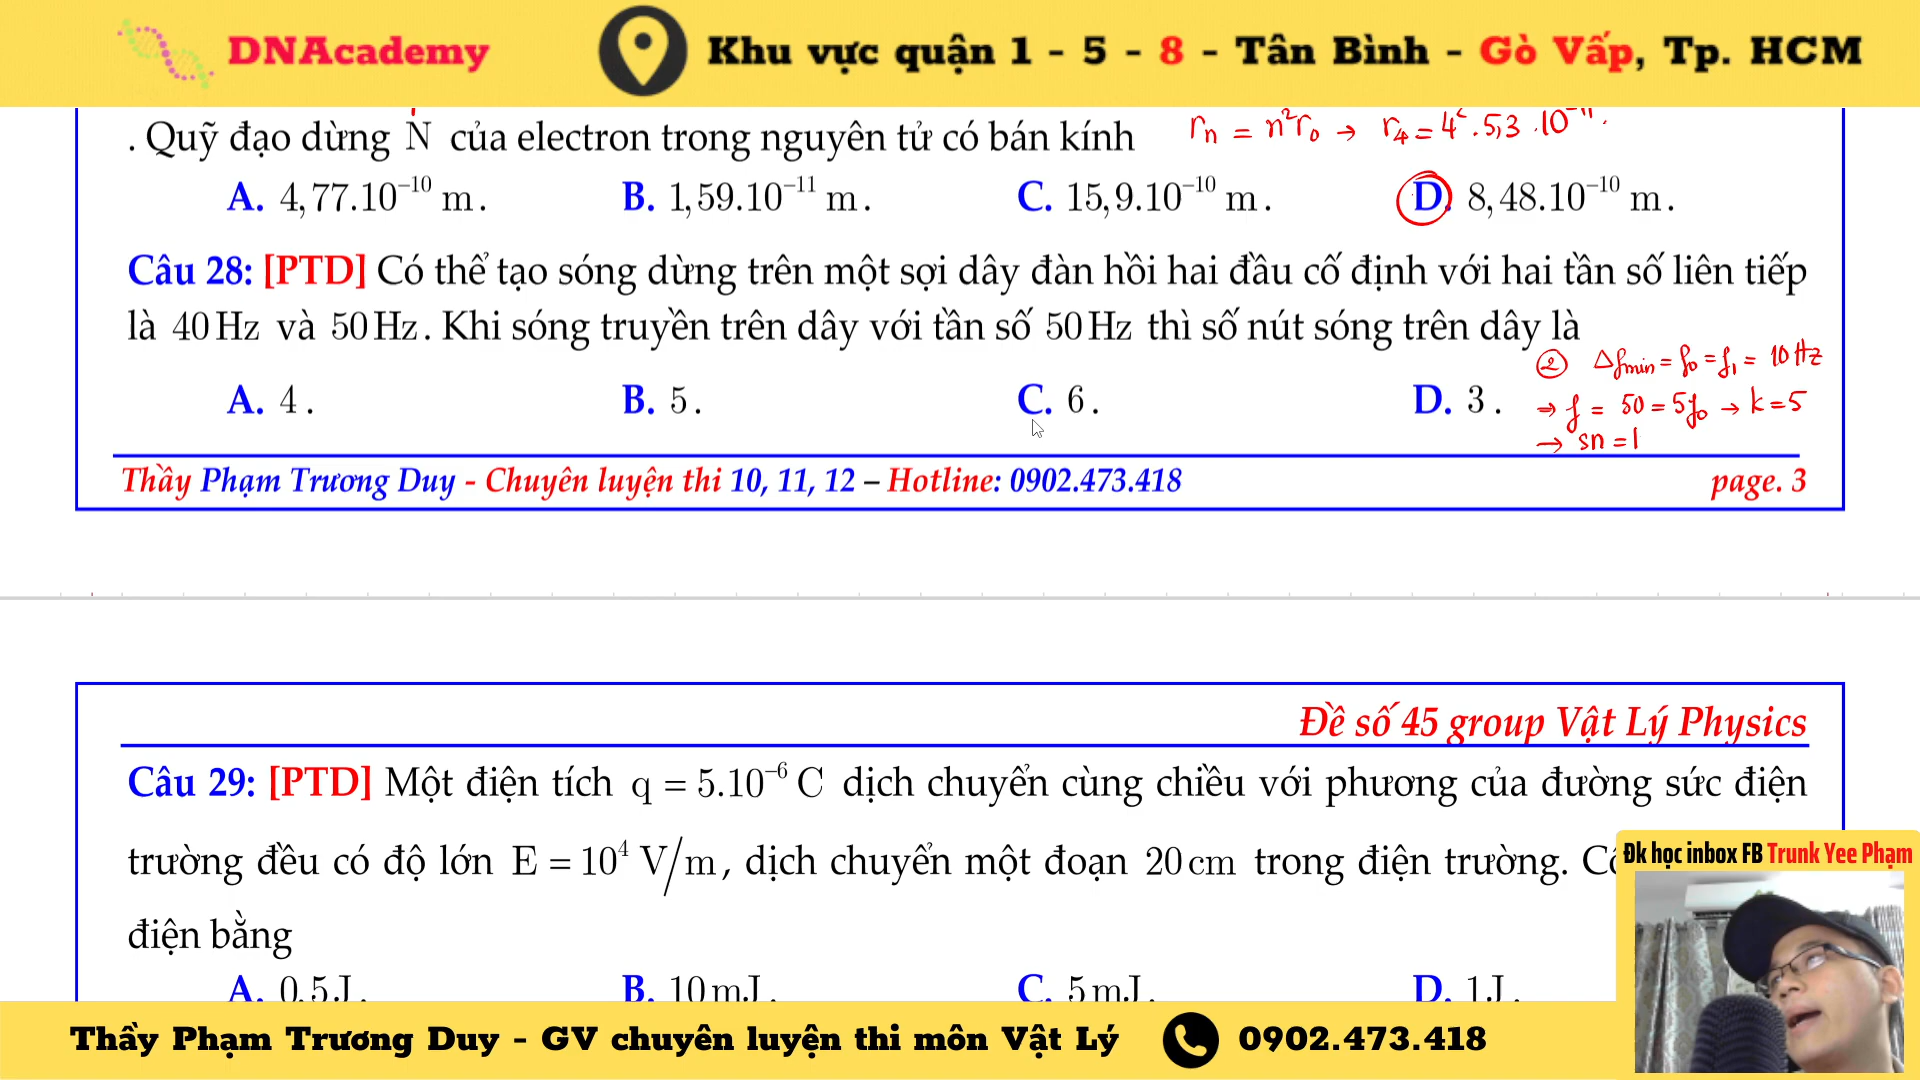 DNAcademy
Khu vực quận 1 - 5 - 8 - Tân Bình - Gò Vấp, Tp. HCM
. Quỹ đạo dừng N của electron trong nguyên tử có bán kính
rₙ = n²r₀ → r₄ = 4².5,3.10⁻¹¹.
A. 4,77.10⁻¹⁰ m. B. 1,59.10⁻¹¹ m. C. 15,9.10⁻¹⁰ m. D. 8,48.10⁻¹⁰ m.
Câu 28: [PTD] Có thể tạo sóng dừng trên một sợi dây đàn hồi hai đầu cố định với hai tần số liên tiếp
là 40 Hz và 50 Hz. Khi sóng truyền trên dây với tần số 50 Hz thì số nút sóng trên dây là
② Δf min = f₀ = f₁ = 10 Hz
A. 4. B. 5. C. 6. D. 3.
⇒ f = 50 = 5f₀ → k = 5
→ sn = 1
Thầy Phạm Trương Duy - Chuyên luyện thi 10, 11, 12 – Hotline: 0902.473.418 page. 3
Đề số 45 group Vật Lý Physics
Câu 29: [PTD] Một điện tích q = 5.10⁻⁶ C dịch chuyển cùng chiều với phương của đường sức điện
trường đều có độ lớn E = 10⁴ V/m, dịch chuyển một đoạn 20 cm trong điện trường.
điện bằng
A. 0,5 J. B. 10 mJ. C. 5 mJ. D. 1 J.
Đk học inbox FB Trunk Yee Phạm
Thầy Phạm Trương Duy - GV chuyên luyện thi môn Vật Lý 0902.473.418